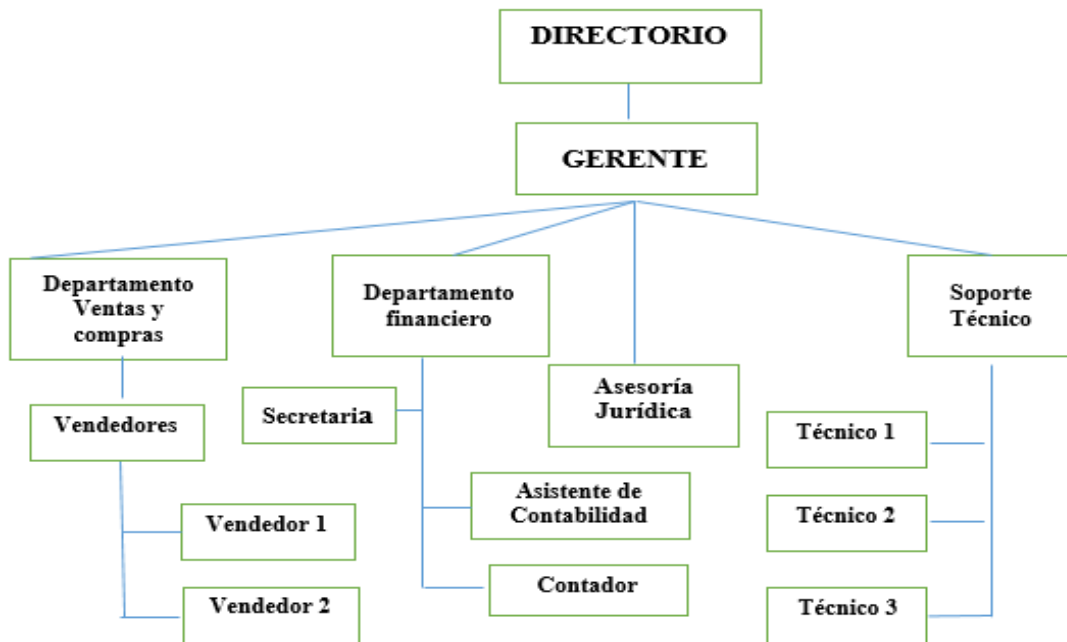 DIRECTORIO
GERENTE
Departamento
Ventas y
compras
Departamento
financiero
Soporte
Técnico
Asesoría
Jurídica
Vendedores
Secretaria
Técnico 1
Asistente de
Contabilidad
Técnico 2
Vendedor 1
Contador
Vendedor 2
Técnico 3